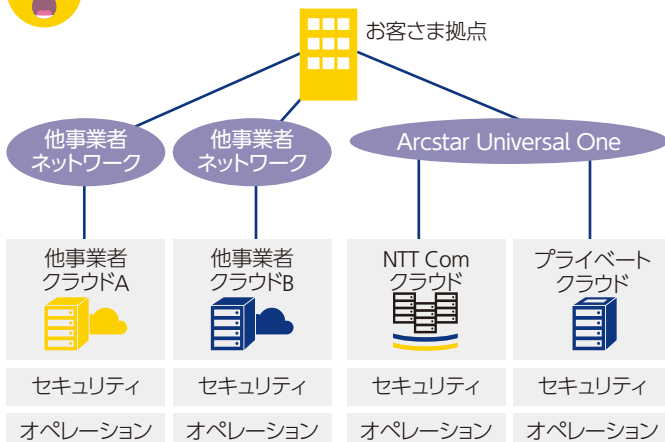 お客さま拠点
他事業者
ネットワーク
他事業者
ネットワーク
Arcstar Universal One
他事業者
クラウドA
他事業者
クラウドB
NTT Com
クラウド
プライベート
クラウド
セキュリティ
セキュリティ
セキュリティ
セキュリティ
オペレーション
オペレーション
オペレーション
オペレーション